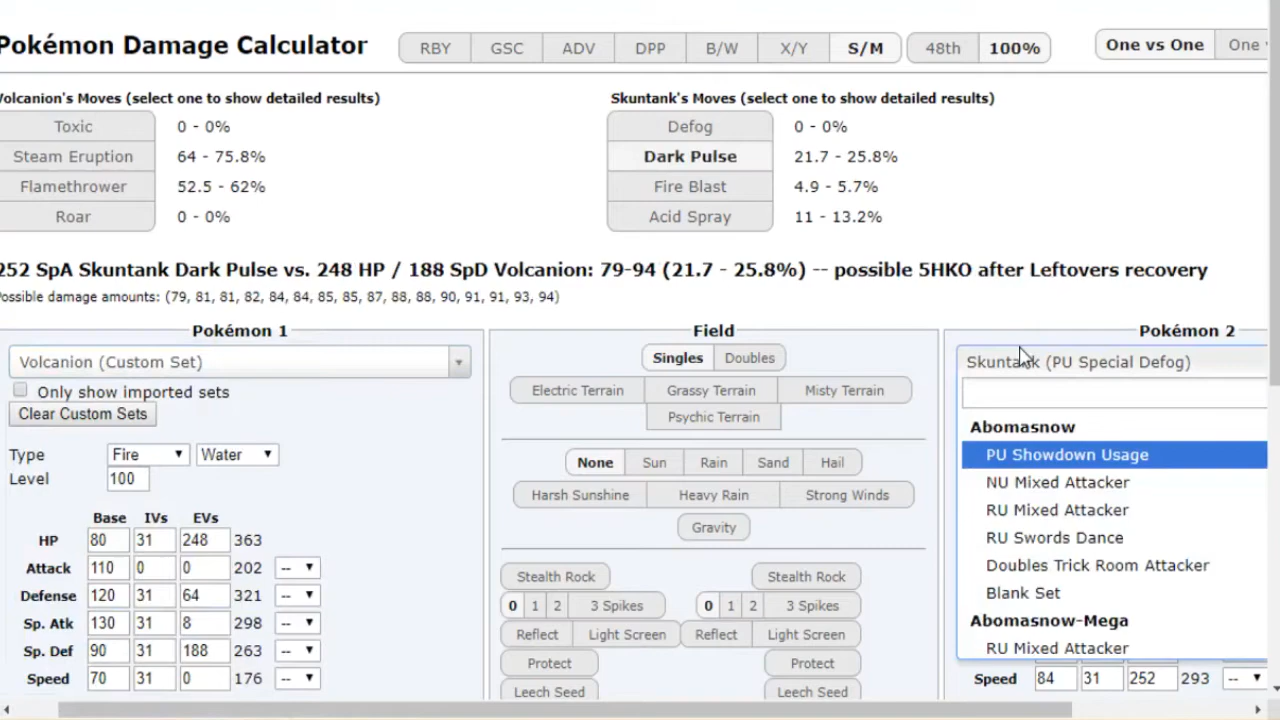 Pokémon Damage Calculator RBY GSC ADV DPP B/W X/Y S/M 48th 100% One vs One One
Volcanion's Moves (select one to show detailed results) Skuntank's Moves (select one to show detailed results)
Toxic 0 - 0% Defog 0 - 0%
Steam Eruption 64 - 75.8% Dark Pulse 21.7 - 25.8%
Flamethrower 52.5 - 62% Fire Blast 4.9 - 5.7%
Roar 0 - 0% Acid Spray 11 - 13.2%
252 SpA Skuntank Dark Pulse vs. 248 HP / 188 SpD Volcanion: 79-94 (21.7 - 25.8%) -- possible 5HKO after Leftovers recovery
Possible damage amounts: (79, 81, 81, 82, 84, 84, 85, 85, 87, 88, 88, 90, 91, 91, 93, 94)
Pokémon 1 Field Pokémon 2
Volcanion (Custom Set) Singles Doubles Skuntank (PU Special Defog)
Only show imported sets Electric Terrain Grassy Terrain Misty Terrain
Clear Custom Sets Psychic Terrain Abomasnow
Type Fire Water None Sun Rain Sand Hail PU Showdown Usage
Level 100 Harsh Sunshine Heavy Rain Strong Winds NU Mixed Attacker
Base IVs EVs Gravity RU Mixed Attacker
HP 80 31 248 363 RU Swords Dance
Attack 110 0 0 202 -- Stealth Rock Stealth Rock Doubles Trick Room Attacker
Defense 120 31 64 321 -- 0 1 2 3 Spikes 0 1 2 3 Spikes Blank Set
Sp. Atk 130 31 8 298 -- Reflect Light Screen Reflect Light Screen Abomasnow-Mega
Sp. Def 90 31 188 263 -- Protect Protect RU Mixed Attacker
Speed 70 31 0 176 -- Leech Seed Leech Seed Speed 84 31 252 293 --